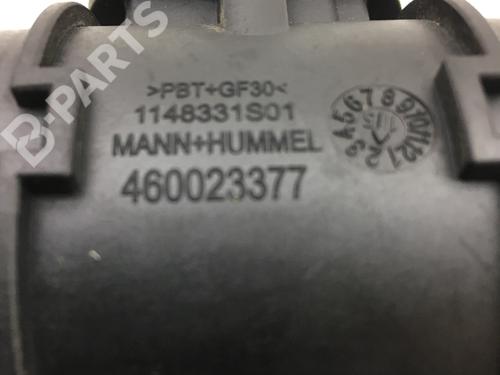 B-PARTS
>PBT+GF30<
1148331S01
MANN+HUMMEL
460023377